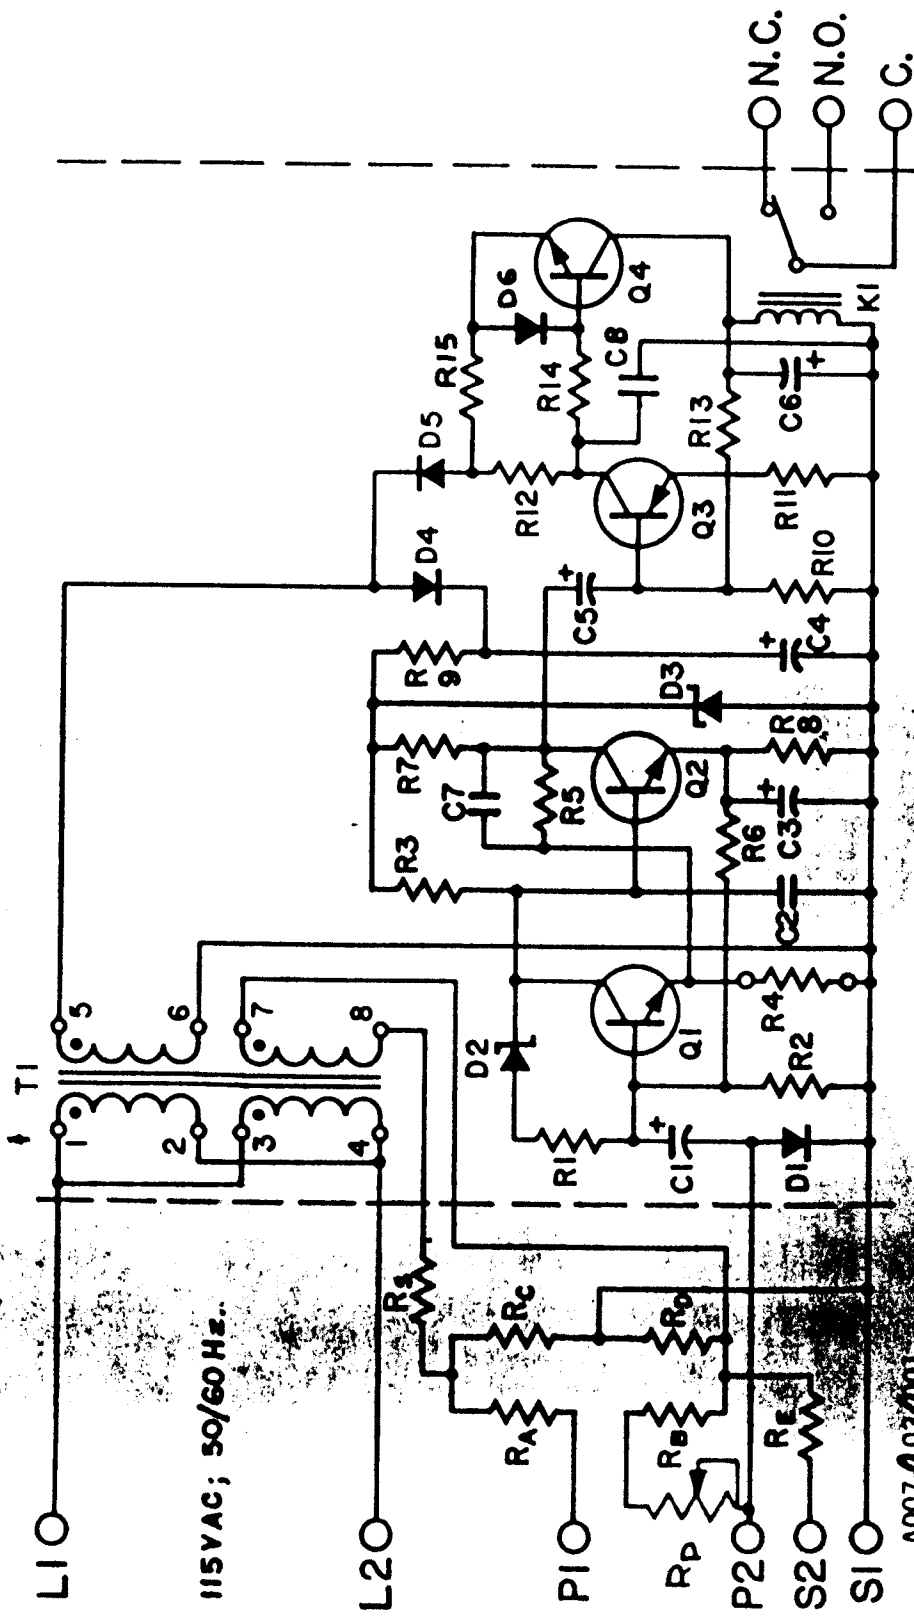 L1
L2
P1
P2
S2
S1
115VAC; 50/60 Hz.
T1
1
2
3
4
5
6
7
8
RS
RA
RC
RB
RD
RP
RE
R1
C1
D1
D2
Q1
R2
R4
R3
C2
R6
C3
R5
C7
R7
Q2
R8
D3
R9
C4
C5
D4
D5
R10
R11
Q3
R12
R13
R14
R15
C8
D6
Q4
C6
K1
N.C.
N.O.
C.